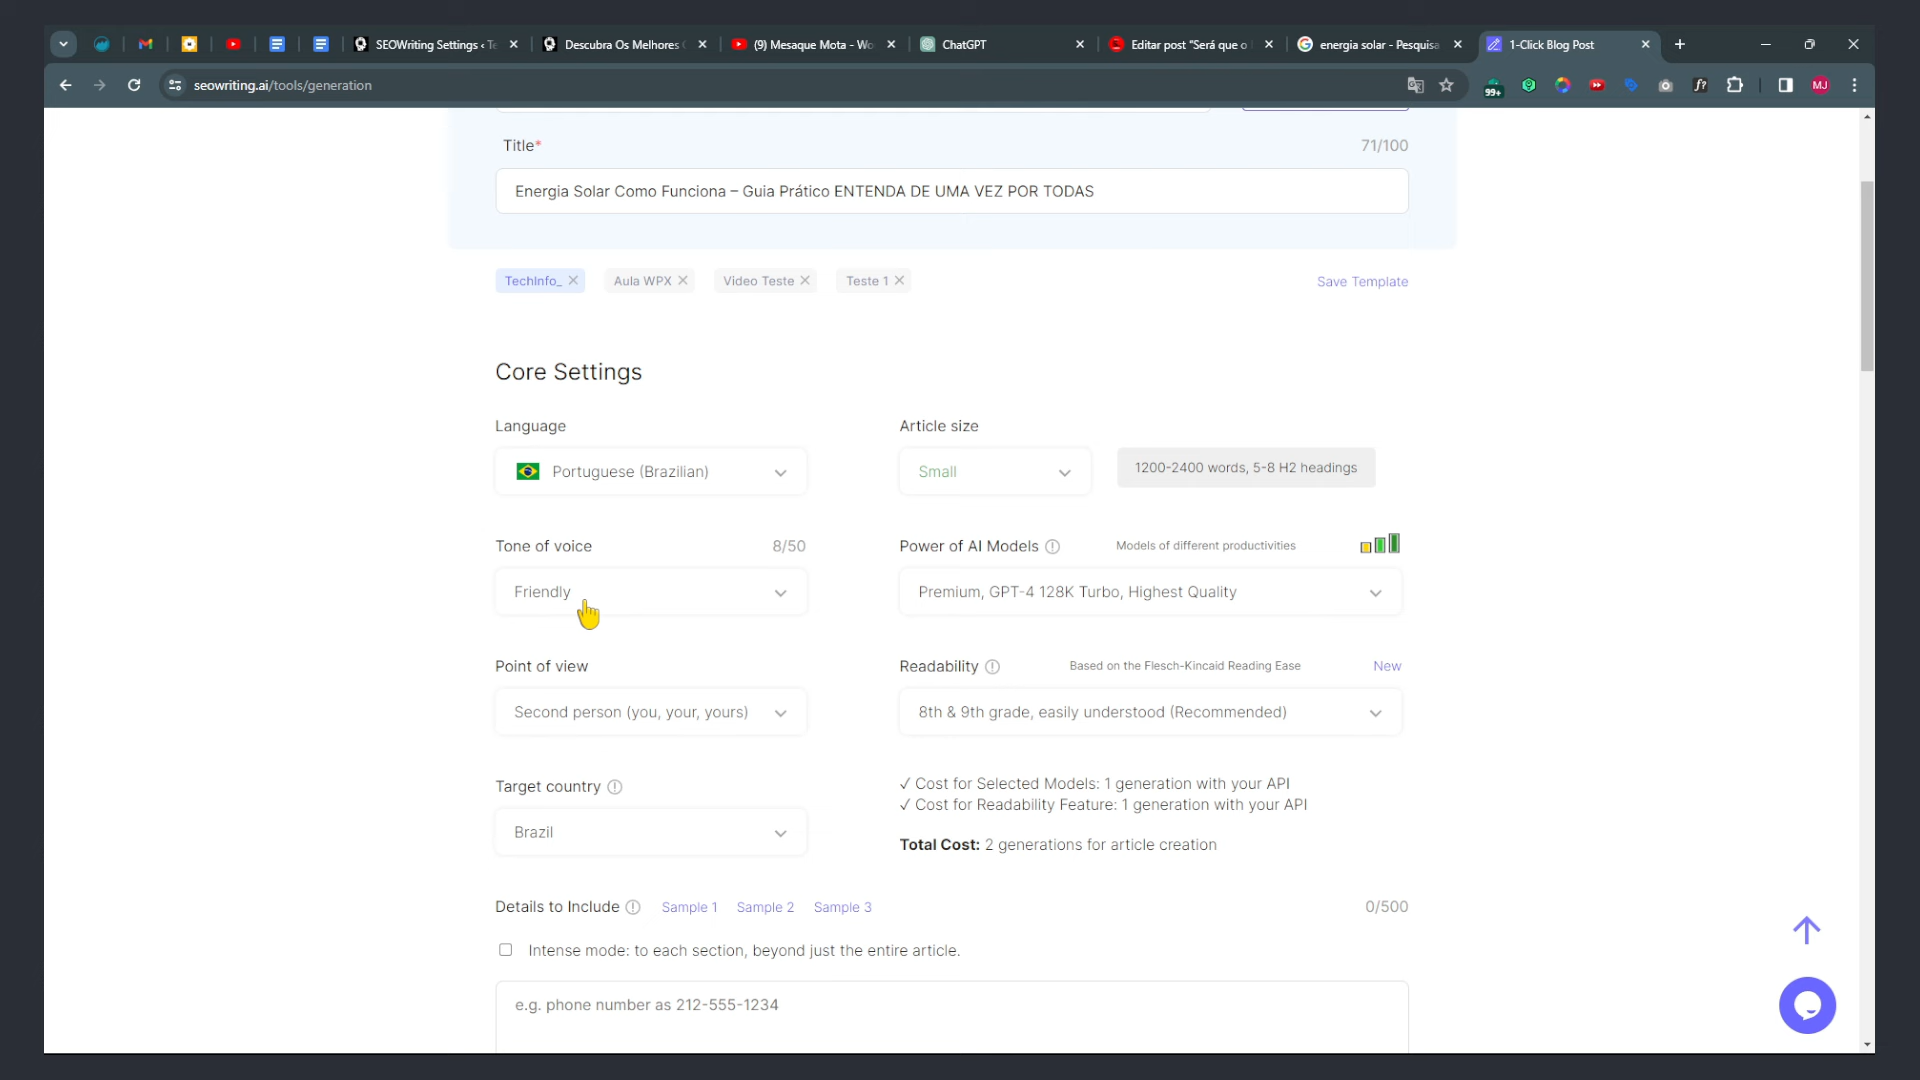 SEOWriting Settings ‹ Te
Descubra Os Melhores
(9) Mesaque Mota - Wo
ChatGPT
Editar post "Será que o
energia solar - Pesquisa
1-Click Blog Post
seowriting.ai/tools/generation
99+
f?
MJ
Title*
71/100
Energia Solar Como Funciona – Guia Prático ENTENDA DE UMA VEZ POR TODAS
TechInfo_
Aula WPX
Video Teste
Teste 1
Save Template
Core Settings
Language
Article size
Portuguese (Brazilian)
Small
1200-2400 words, 5-8 H2 headings
Tone of voice
8/50
Power of AI Models
Models of different productivities
Friendly
Premium, GPT-4 128K Turbo, Highest Quality
Point of view
Readability
Based on the Flesch-Kincaid Reading Ease
New
Second person (you, your, yours)
8th & 9th grade, easily understood (Recommended)
Target country
✓ Cost for Selected Models: 1 generation with your API
✓ Cost for Readability Feature: 1 generation with your API
Brazil
Total Cost: 2 generations for article creation
Details to Include
Sample 1
Sample 2
Sample 3
0/500
Intense mode: to each section, beyond just the entire article.
e.g. phone number as 212-555-1234